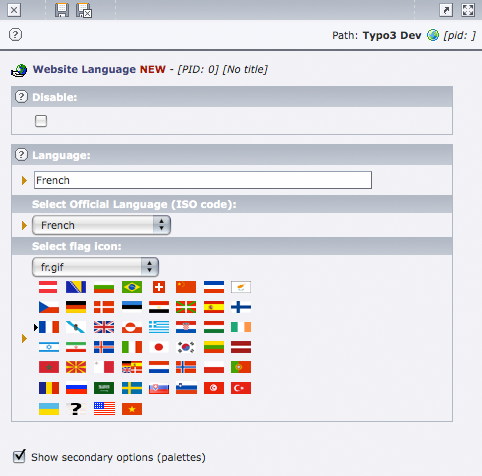 Path: Typo3 Dev [pid: ]
Website Language NEW - [PID: 0] [No title]
Disable:
Language:
French
Select Official Language (ISO code):
French
Select flag icon:
fr.gif
?
Show secondary options (palettes)